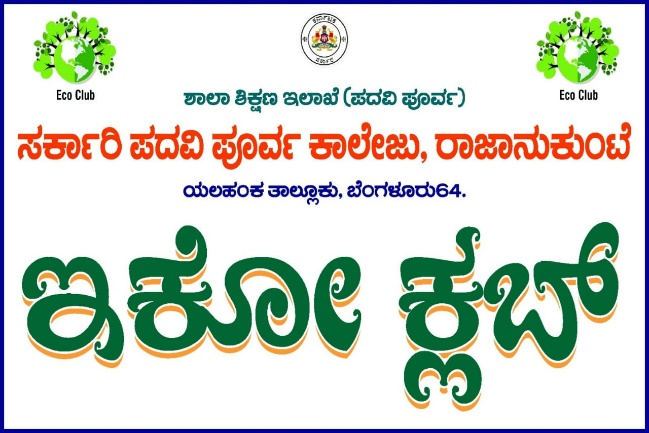 Eco Club
Eco Club
ಶಾಲಾ ಶಿಕ್ಷಣ ಇಲಾಖೆ (ಪದವಿ ಪೂರ್ವ)
ಸರ್ಕಾರಿ ಪದವಿ ಪೂರ್ವ ಕಾಲೇಜು, ರಾಜಾನುಕುಂಟೆ
ಯಲಹಂಕ ತಾಲ್ಲೂಕು, ಬೆಂಗಳೂರು64.
ಇಕೋ ಕ್ಲಬ್